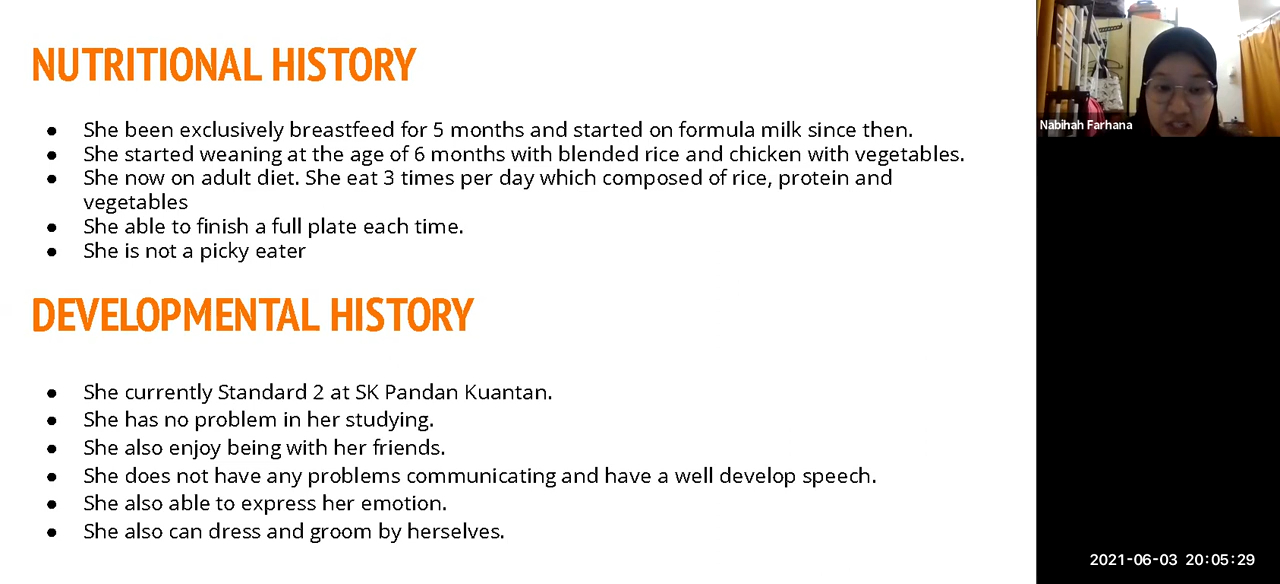 NUTRITIONAL HISTORY
● She been exclusively breastfeed for 5 months and started on formula milk since then.
● She started weaning at the age of 6 months with blended rice and chicken with vegetables.
● She now on adult diet. She eat 3 times per day which composed of rice, protein and
vegetables
● She able to finish a full plate each time.
● She is not a picky eater
DEVELOPMENTAL HISTORY
● She currently Standard 2 at SK Pandan Kuantan.
● She has no problem in her studying.
● She also enjoy being with her friends.
● She does not have any problems communicating and have a well develop speech.
● She also able to express her emotion.
● She also can dress and groom by herselves.
Nabihah Farhana
2021-06-03 20:05:29